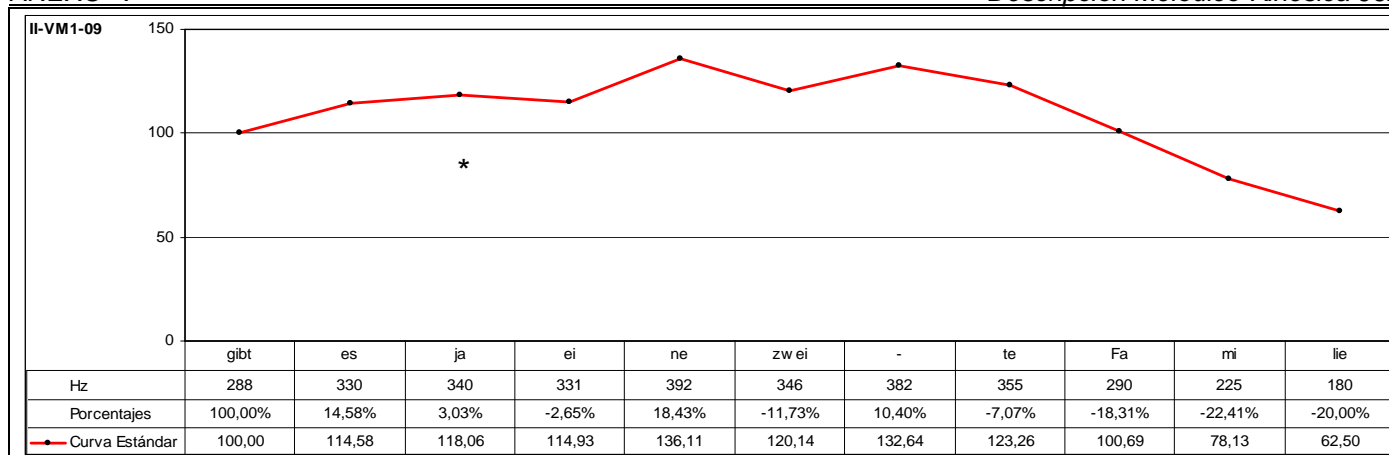 II-VM1-09
150
100
*
50
0
gibt es ja ei ne zwei - te Fa mi lie
Hz 288 330 340 331 392 346 382 355 290 225 180
Porcentajes 100,00% 14,58% 3,03% -2,65% 18,43% -11,73% 10,40% -7,07% -18,31% -22,41% -20,00%
Curva Estándar 100,00 114,58 118,06 114,93 136,11 120,14 132,64 123,26 100,69 78,13 62,50